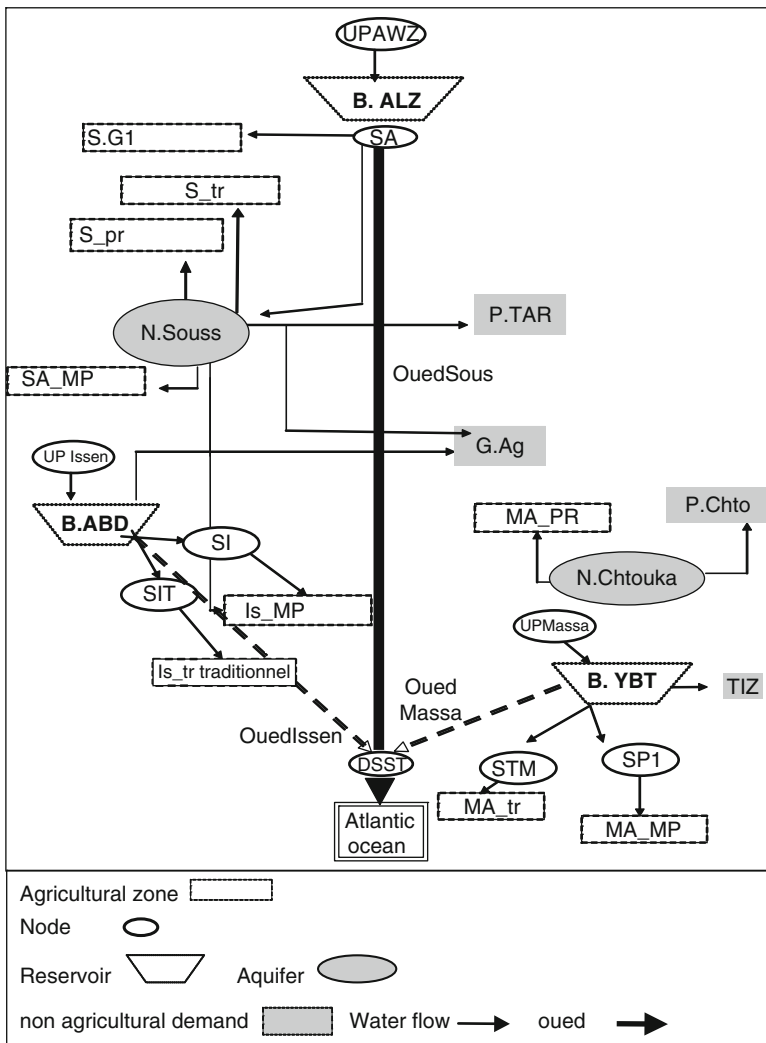 UPAWZ
B. ALZ
SA
S.G1
S_tr
S_pr
N.Souss
P.TAR
SA_MP
OuedSous
G.Ag
UP Issen
B.ABD
SI
SIT
Is_MP
Is_tr traditionnel
MA_PR
P.Chto
N.Chtouka
UPMassa
B. YBT
TIZ
Oued
Massa
OuedIssen
DSST
STM
SP1
MA_tr
MA_MP
Atlantic
ocean
Agricultural zone
Node
Reservoir Aquifer
non agricultural demand Water flow oued